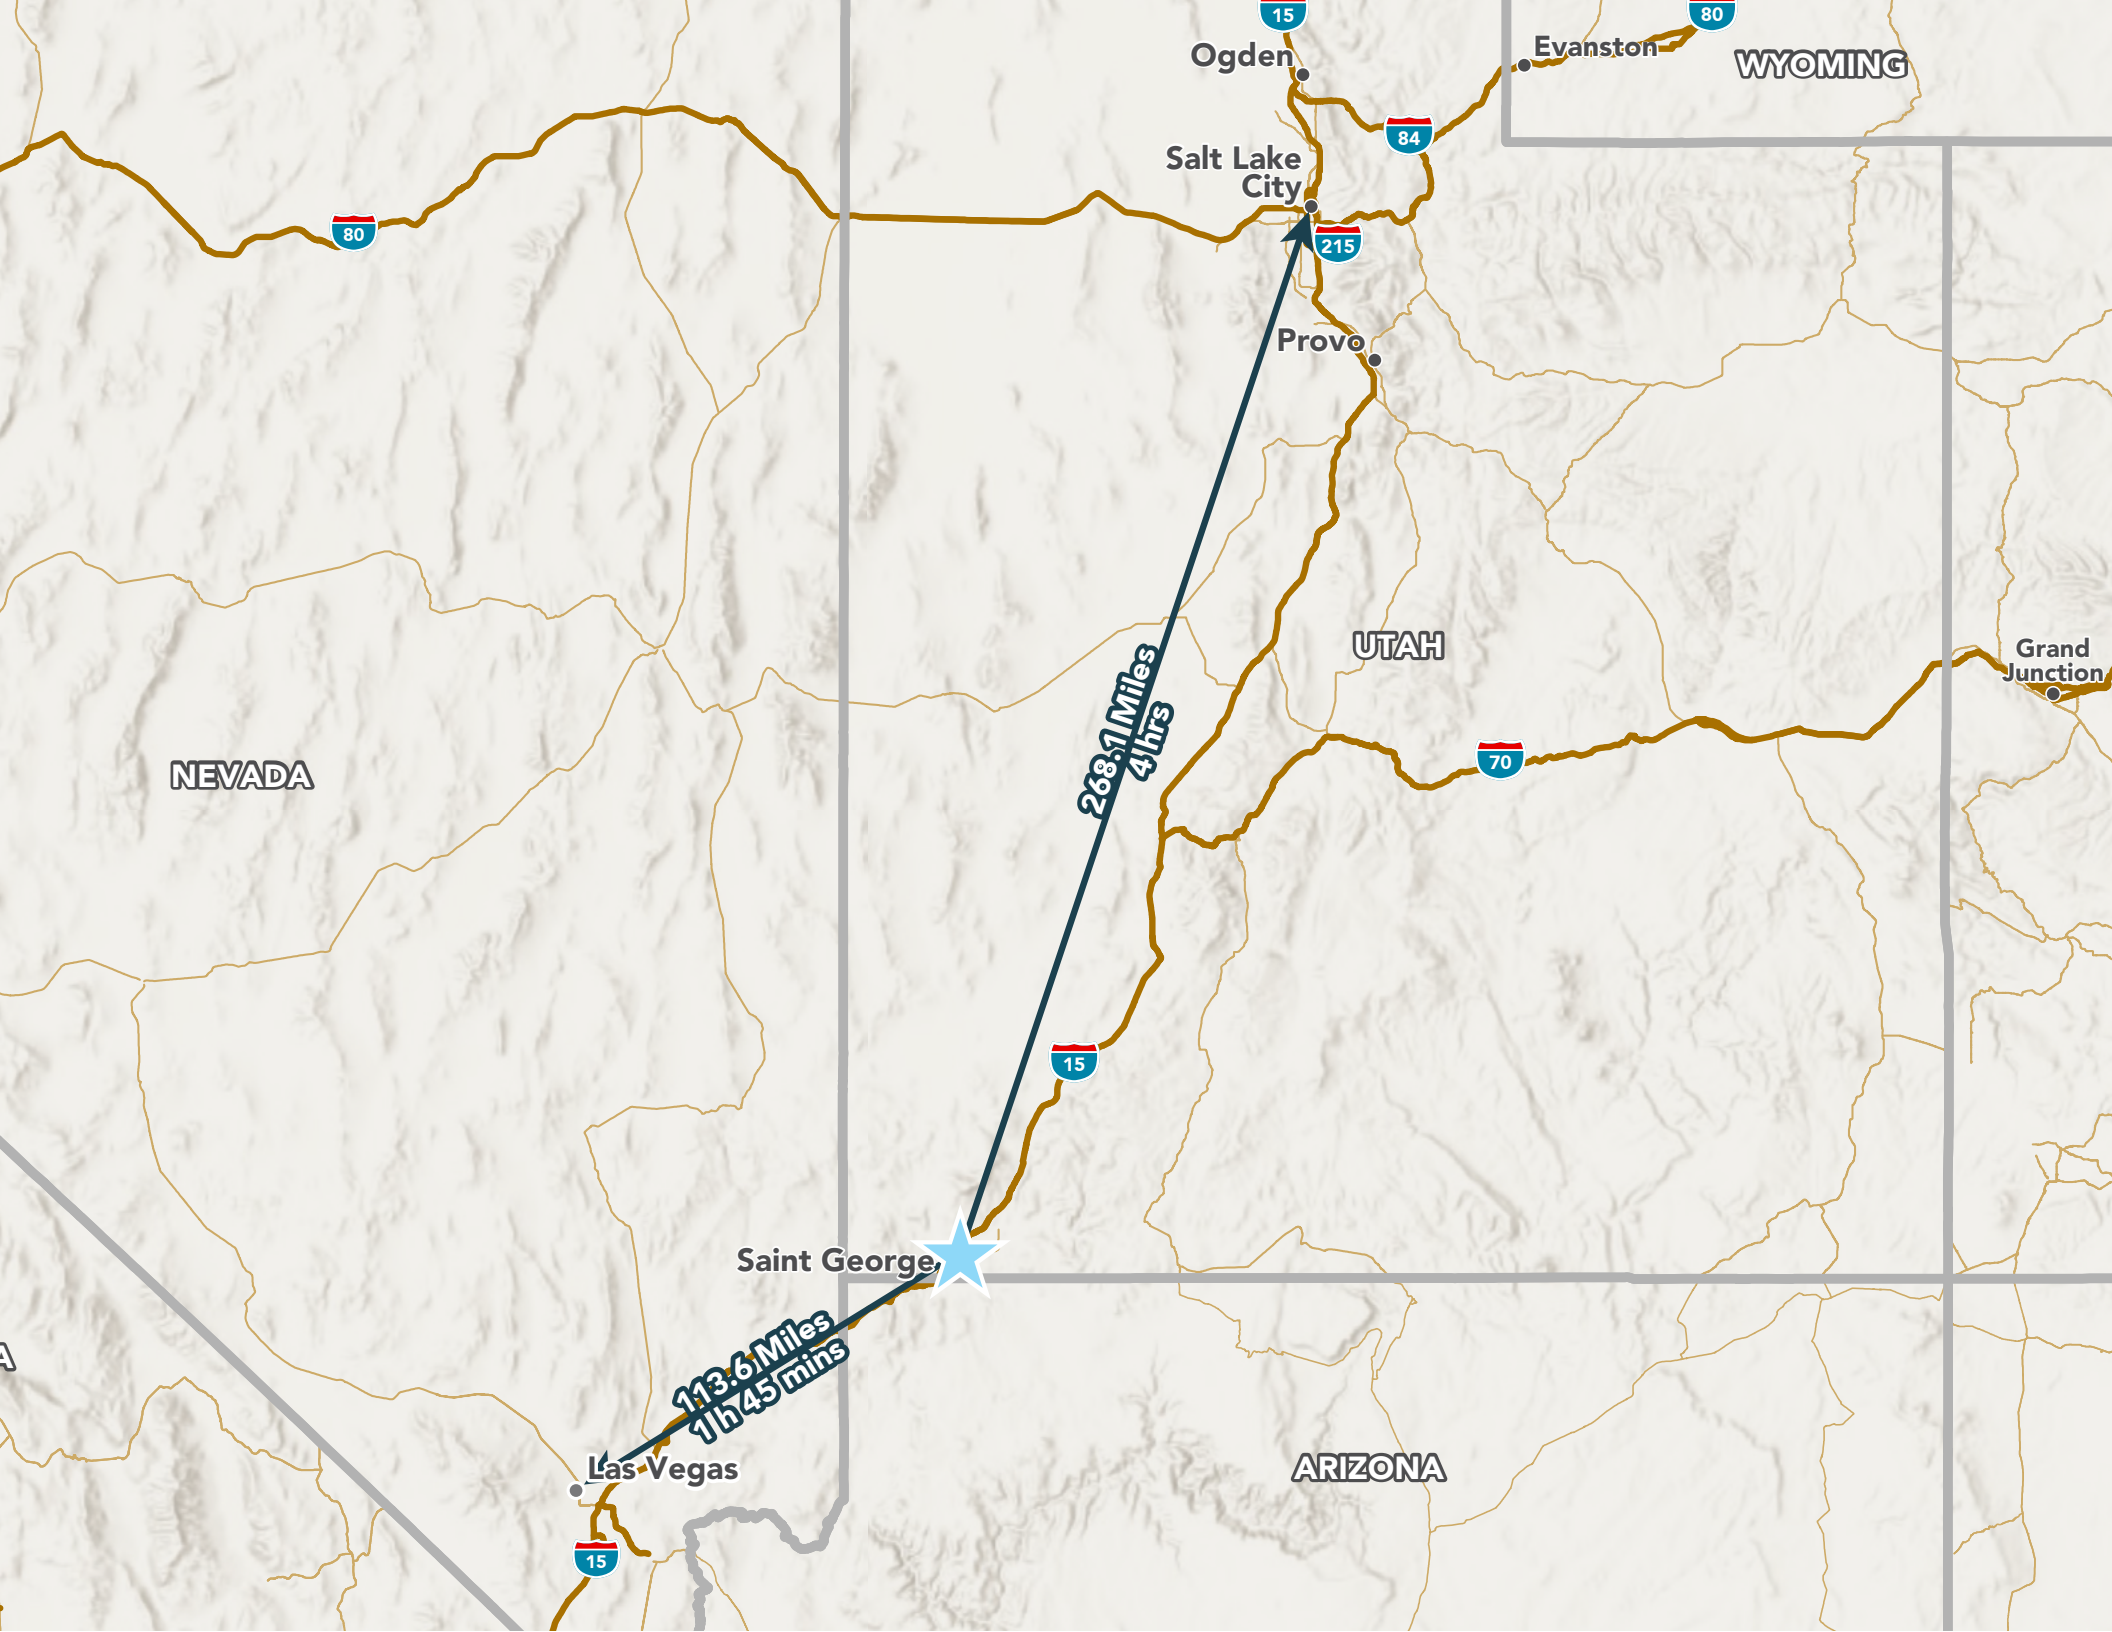 15
80
Ogden
Evanston
WYOMING
84
Salt Lake
City
80
215
Provo
UTAH
Grand
Junction
268.1 Miles
4 hrs
70
NEVADA
15
Saint George
113.6 Miles
1 h 45 mins
A
Las Vegas
ARIZONA
15